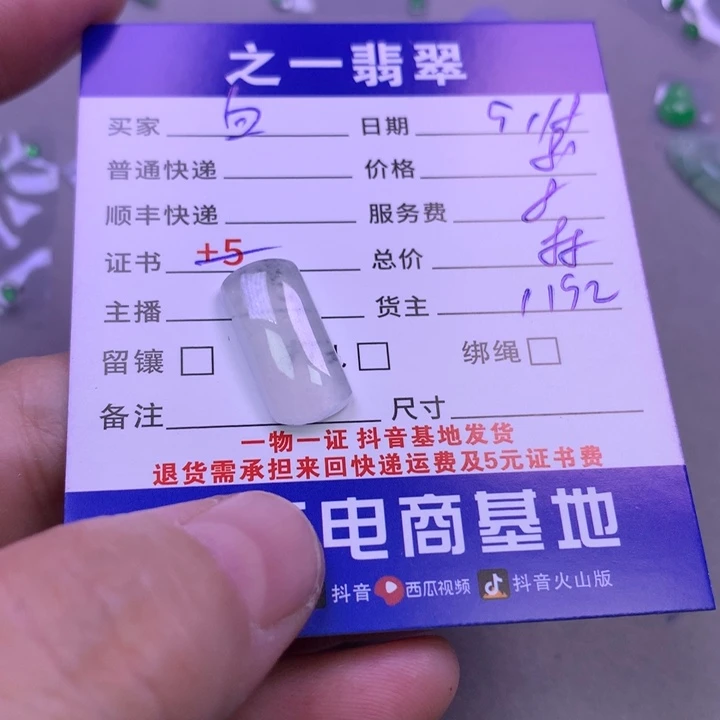 之一翡翠
买家 白 日期
普通快递 价格
顺丰快递 服务费
证书 +5 总价
主播 货主 1192
留镶 绑绳
备注 尺寸
一物一证 抖音基地发货
退货需承担来回快递运费及5元证书费
电商基地
抖音 西瓜视频 抖音火山版